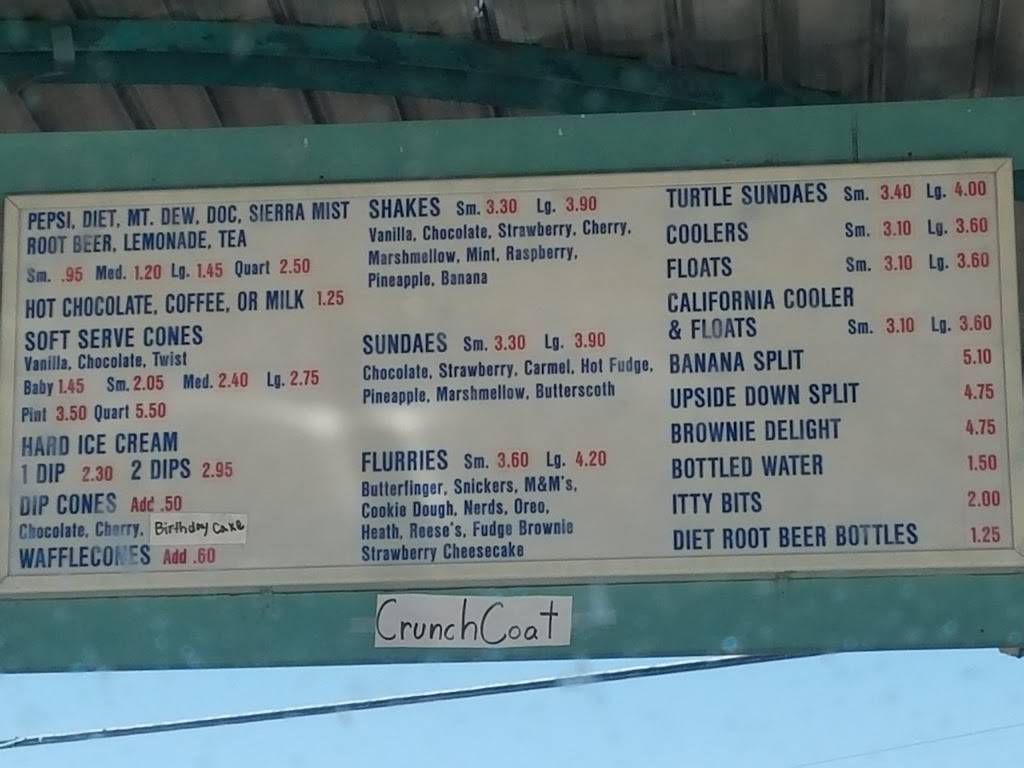 PEPSI, DIET, MT. DEW, DOC, SIERRA MIST
ROOT BEER, LEMONADE, TEA
Sm. .95 Med. 1.20 Lg. 1.45 Quart 2.50
HOT CHOCOLATE, COFFEE, OR MILK 1.25
SOFT SERVE CONES
Vanilla, Chocolate, Twist
Baby 1.45 Sm. 2.05 Med. 2.40 Lg. 2.75
Pint 3.50 Quart 5.50
HARD ICE CREAM
1 DIP 2.30 2 DIPS 2.95
DIP CONES Add .50
Chocolate, Cherry, Birthday Cake
WAFFLECONES Add .60
SHAKES Sm. 3.30 Lg. 3.90
Vanilla, Chocolate, Strawberry, Cherry,
Marshmellow, Mint, Raspberry,
Pineapple, Banana
SUNDAES Sm. 3.30 Lg. 3.90
Chocolate, Strawberry, Carmel, Hot Fudge,
Pineapple, Marshmellow, Butterscoth
FLURRIES Sm. 3.60 Lg. 4.20
Butterfinger, Snickers, M&M's,
Cookie Dough, Nerds, Oreo,
Heath, Reese's, Fudge Brownie
Strawberry Cheesecake
TURTLE SUNDAES Sm. 3.40 Lg. 4.00
COOLERS Sm. 3.10 Lg. 3.60
FLOATS Sm. 3.10 Lg. 3.60
CALIFORNIA COOLER
& FLOATS Sm. 3.10 Lg. 3.60
BANANA SPLIT 5.10
UPSIDE DOWN SPLIT 4.75
BROWNIE DELIGHT 4.75
BOTTLED WATER 1.50
ITTY BITS 2.00
DIET ROOT BEER BOTTLES 1.25
CrunchCoat